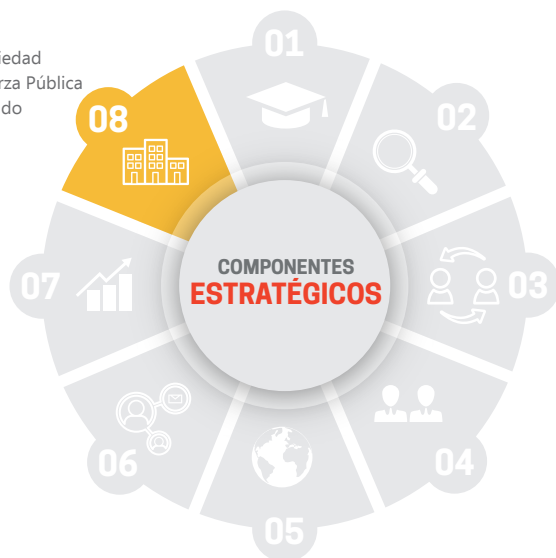 iedad
rza Pública
do
01
02
03
04
05
06
07
08
COMPONENTES
ESTRATÉGICOS